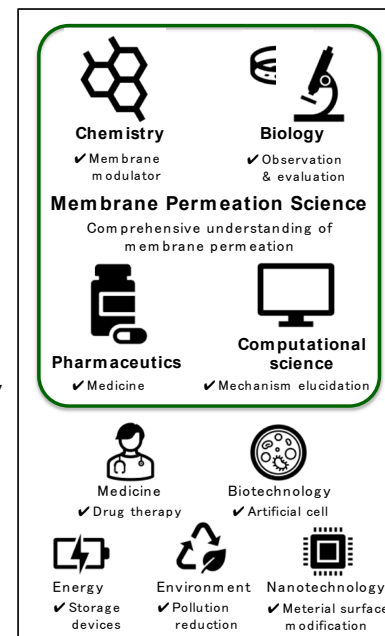 Chemistry
✔Membrane
modulator
Biology
✔Observation
& evaluation
Membrane Permeation Science
Comprehensive understanding of
membrane permeation
Pharmaceutics
✔Medicine
Computational
science
✔Mechanism elucidation
Medicine
✔Drug therapy
Biotechnology
✔Artificial cell
Energy
✔Storage
devices
Environment
✔Pollution
reduction
Nanotechnology
✔Meterial surface
modification